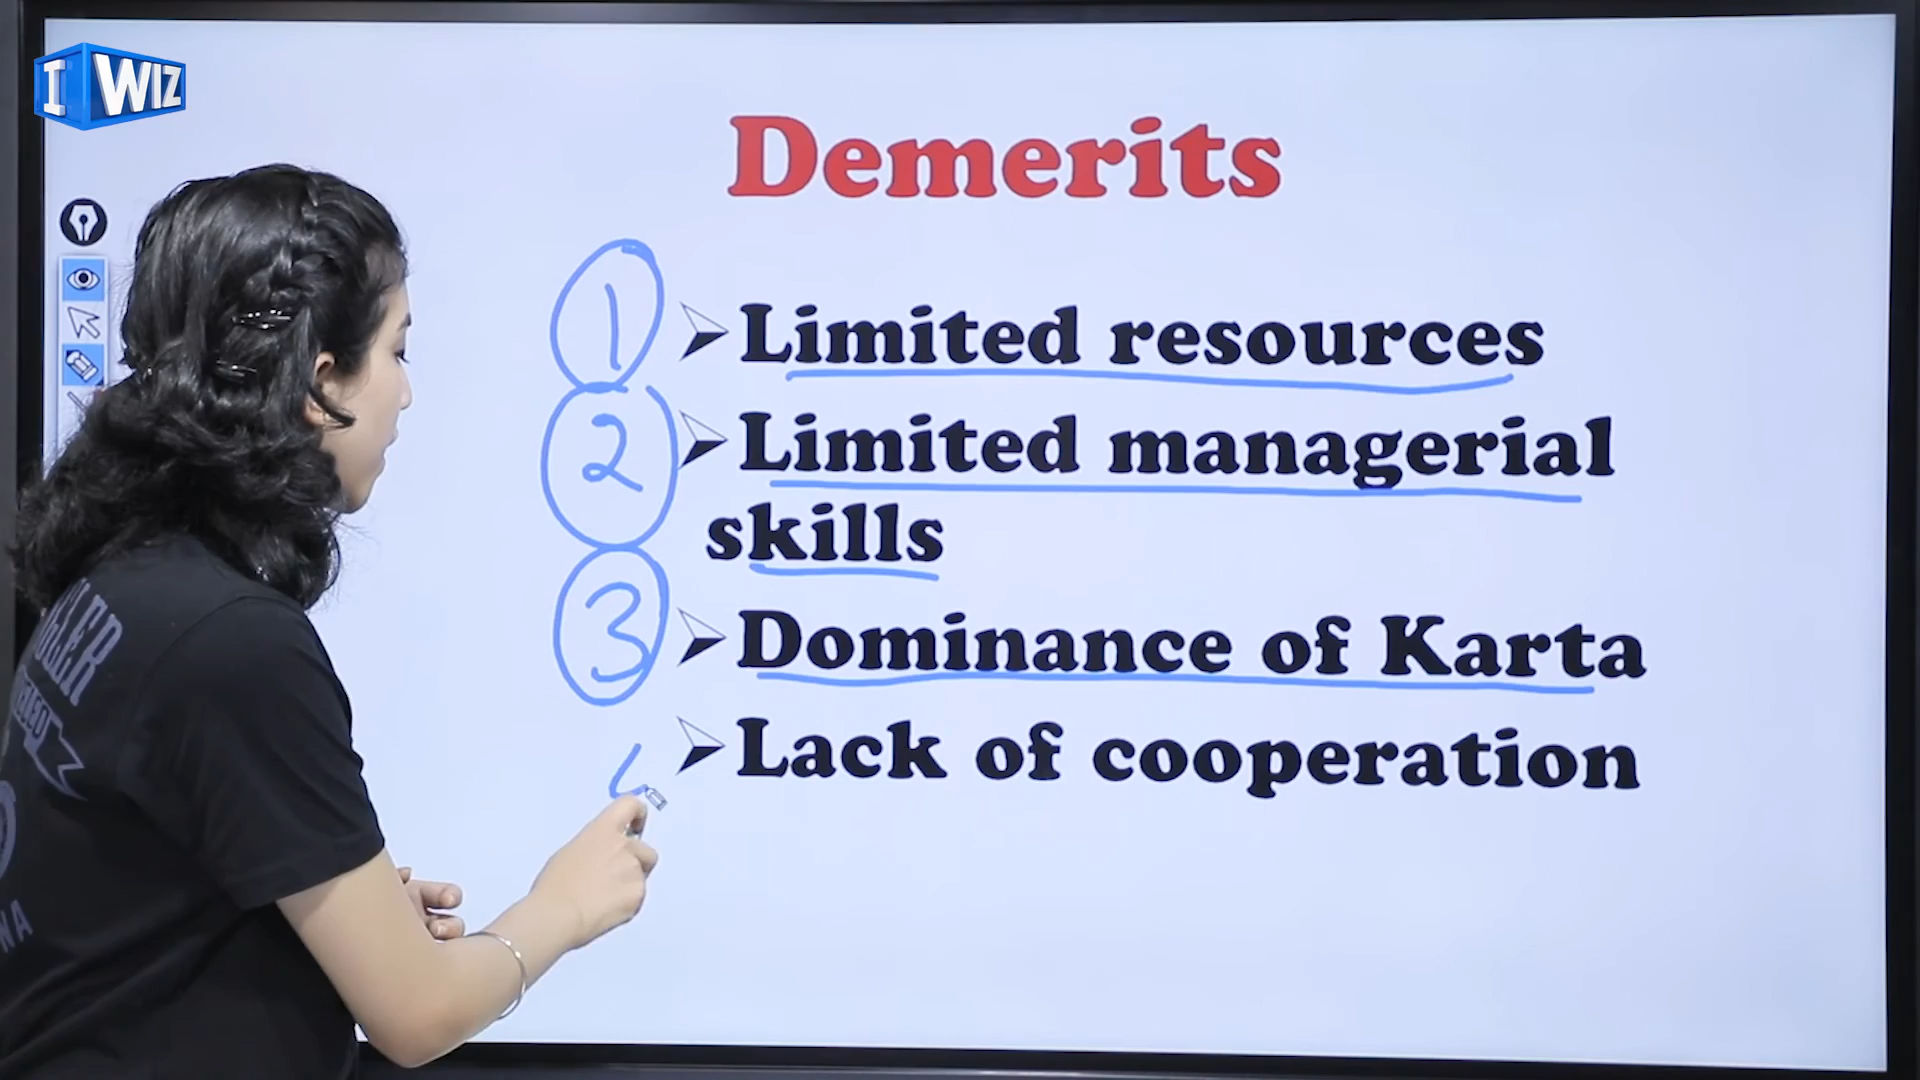 I WIZ
Demerits
1 ➢Limited resources
2 ➢Limited managerial
skills
3 ➢Dominance of Karta
➢Lack of cooperation